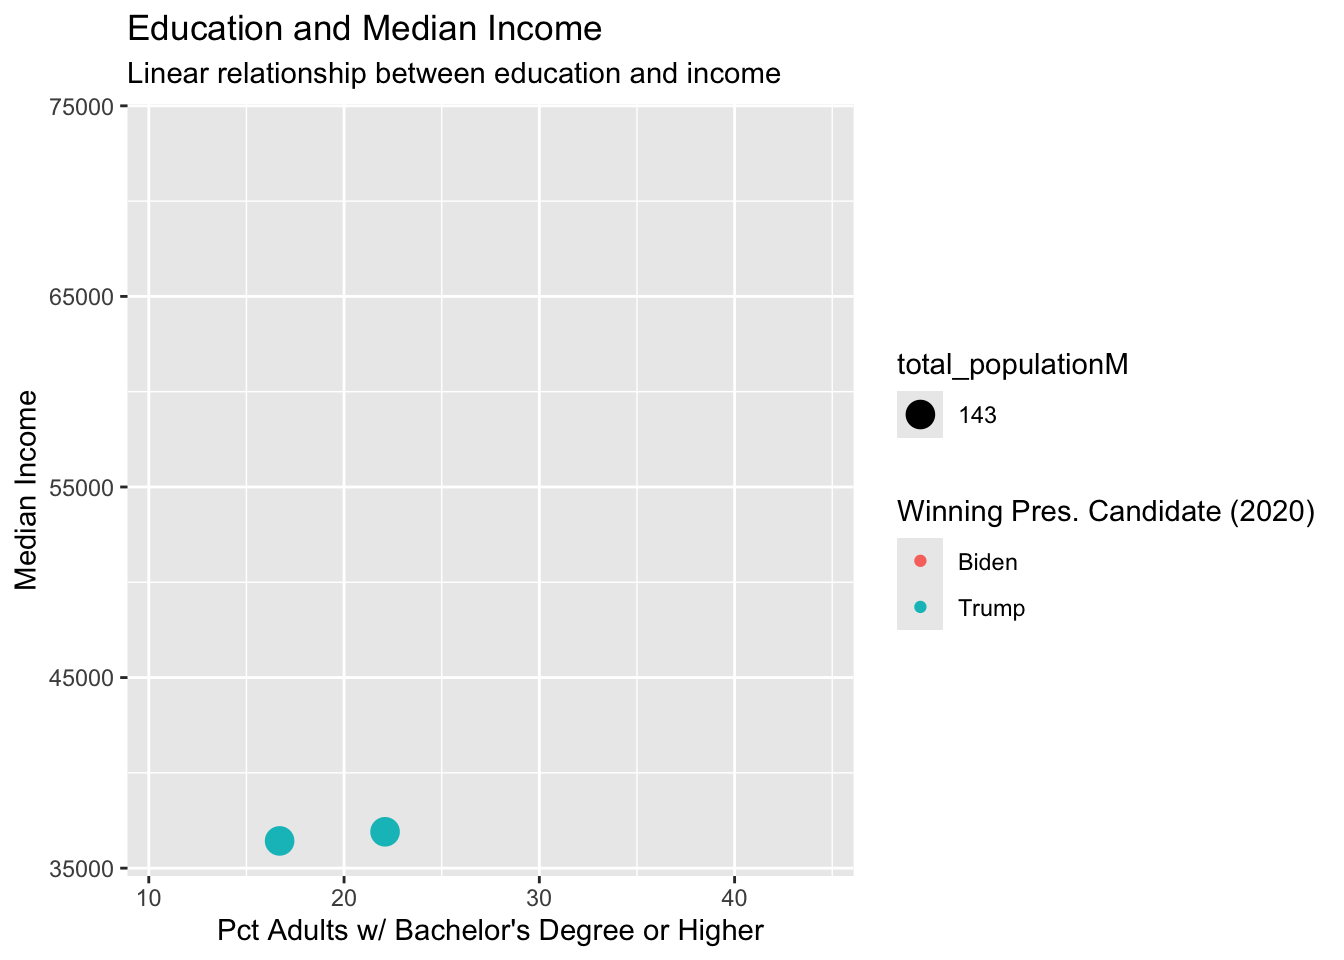 Education and Median Income
Linear relationship between education and income
75000
65000
55000
45000
35000
Median Income
10 20 30 40
Pct Adults w/ Bachelor's Degree or Higher
total_populationM
143
Winning Pres. Candidate (2020)
Biden
Trump